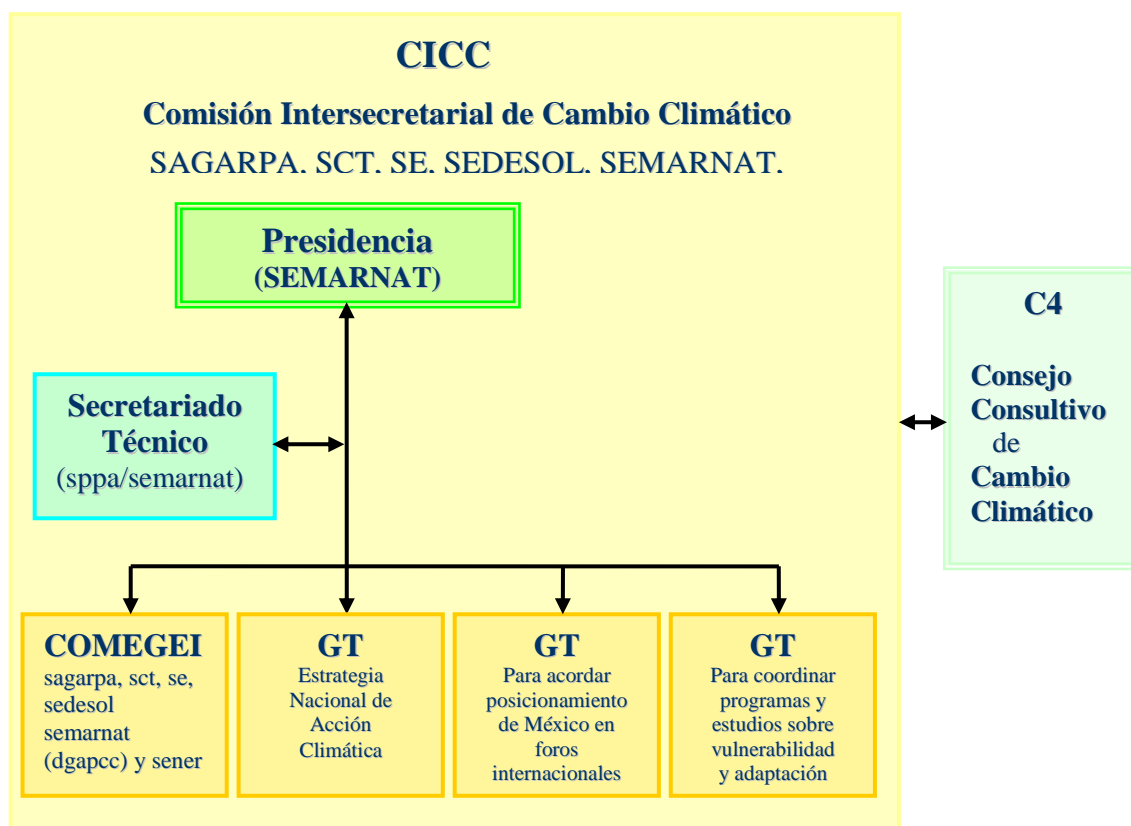 CICC
Comisión Intersecretarial de Cambio Climático
SAGARPA, SCT, SE, SEDESOL, SEMARNAT,
Presidencia
(SEMARNAT)
Secretariado
Técnico
(sppa/semarnat)
C4
Consejo
Consultivo
de
Cambio
Climático
COMEGEI
sagarpa, sct, se,
sedesol
semarnat
(dgapcc) y sener
GT
Estrategia
Nacional de
Acción
Climática
GT
Para acordar
posicionamiento
de México en
foros
internacionales
GT
Para coordinar
programas y
estudios sobre
vulnerabilidad
y adaptación